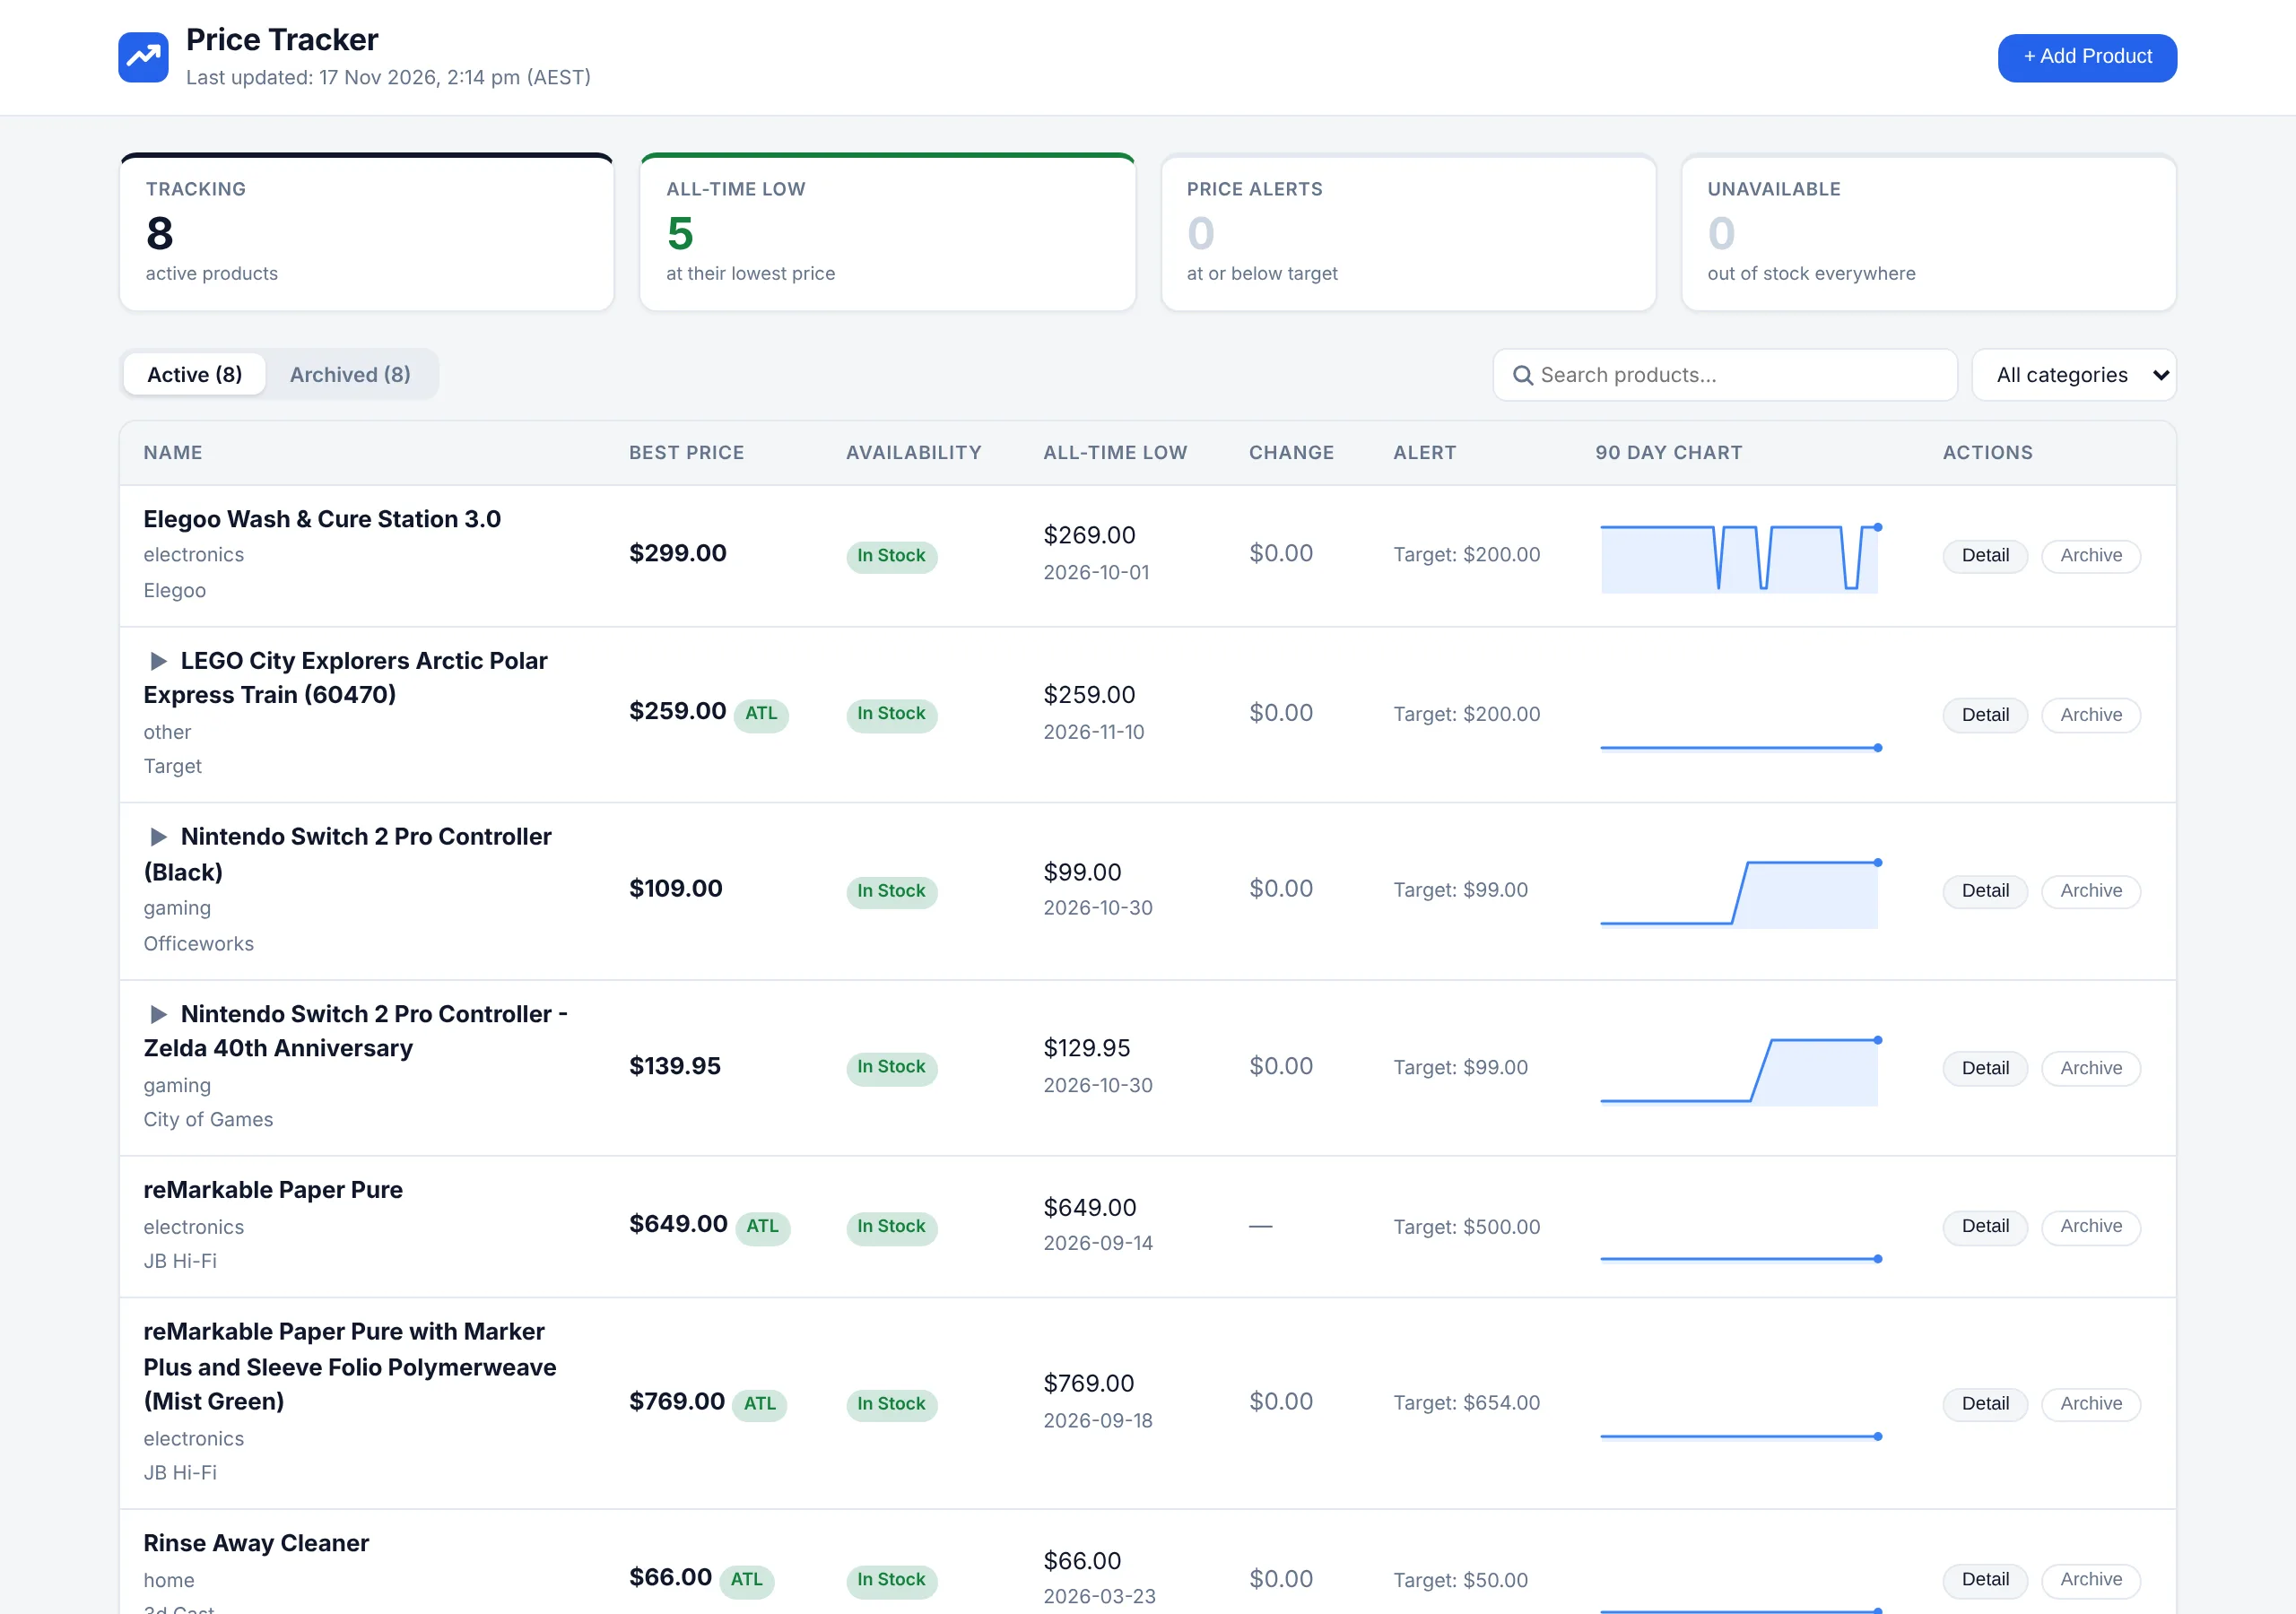 Price Tracker
Last updated: 17 Nov 2026, 2:14 pm (AEST)
+ Add Product
TRACKING
8
active products
ALL-TIME LOW
5
at their lowest price
PRICE ALERTS
0
at or below target
UNAVAILABLE
0
out of stock everywhere
Active (8)
Archived (8)
Search products...
All categories
NAME BEST PRICE AVAILABILITY ALL-TIME LOW CHANGE ALERT 90 DAY CHART ACTIONS
Elegoo Wash & Cure Station 3.0
electronics
Elegoo
$299.00
In Stock
$269.00
2026-10-01
$0.00
Target: $200.00
Detail
Archive
LEGO City Explorers Arctic Polar
Express Train (60470)
other
Target
$259.00 ATL
In Stock
$259.00
2026-11-10
$0.00
Target: $200.00
Detail
Archive
Nintendo Switch 2 Pro Controller
(Black)
gaming
Officeworks
$109.00
In Stock
$99.00
2026-10-30
$0.00
Target: $99.00
Detail
Archive
Nintendo Switch 2 Pro Controller -
Zelda 40th Anniversary
gaming
City of Games
$139.95
In Stock
$129.95
2026-10-30
$0.00
Target: $99.00
Detail
Archive
reMarkable Paper Pure
electronics
JB Hi-Fi
$649.00 ATL
In Stock
$649.00
2026-09-14
—
Target: $500.00
Detail
Archive
reMarkable Paper Pure with Marker
Plus and Sleeve Folio Polymerweave
(Mist Green)
electronics
JB Hi-Fi
$769.00 ATL
In Stock
$769.00
2026-09-18
$0.00
Target: $654.00
Detail
Archive
Rinse Away Cleaner
home
3d Cast
$66.00 ATL
In Stock
$66.00
2026-03-23
$0.00
Target: $50.00
Detail
Archive